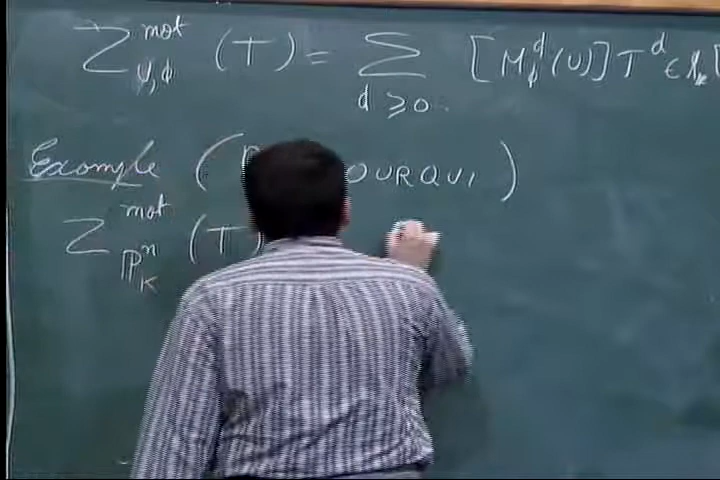 Z^{mot}_{U,φ} (T) = Σ_{d ≥ 0} [M^d_φ(U)] T^d ∈
Example ( OURQUI )
Z^{mot}_{ℙ^n_K} (T)